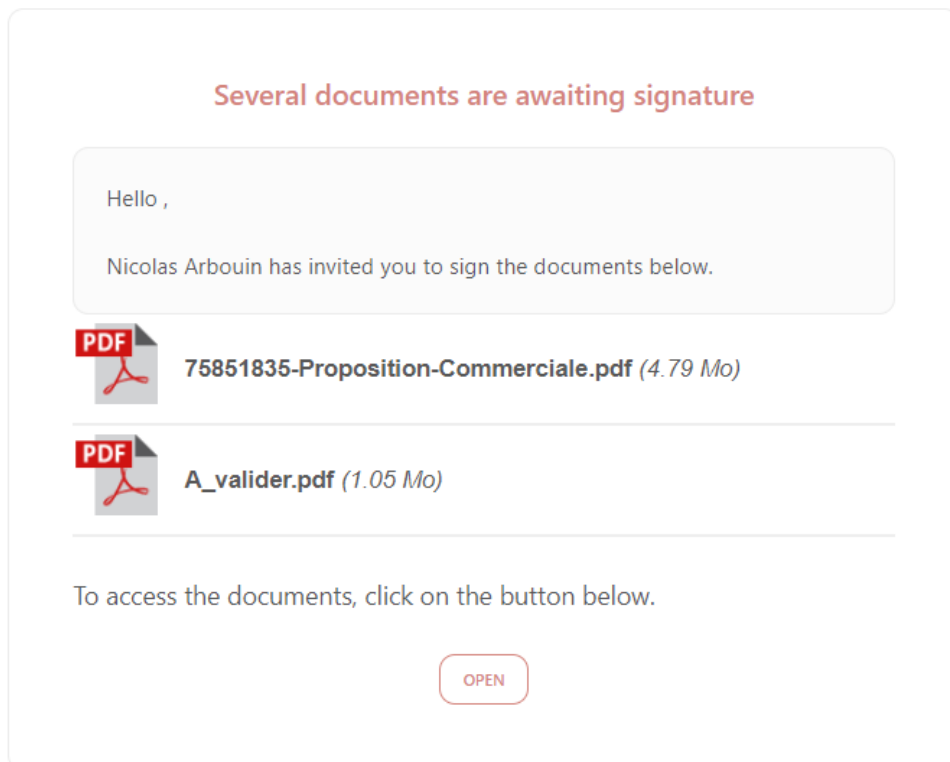 Several documents are awaiting signature
Hello ,
Nicolas Arbouin has invited you to sign the documents below.
PDF
75851835-Proposition-Commerciale.pdf (4.79 Mo)
PDF
A_valider.pdf (1.05 Mo)
To access the documents, click on the button below.
OPEN